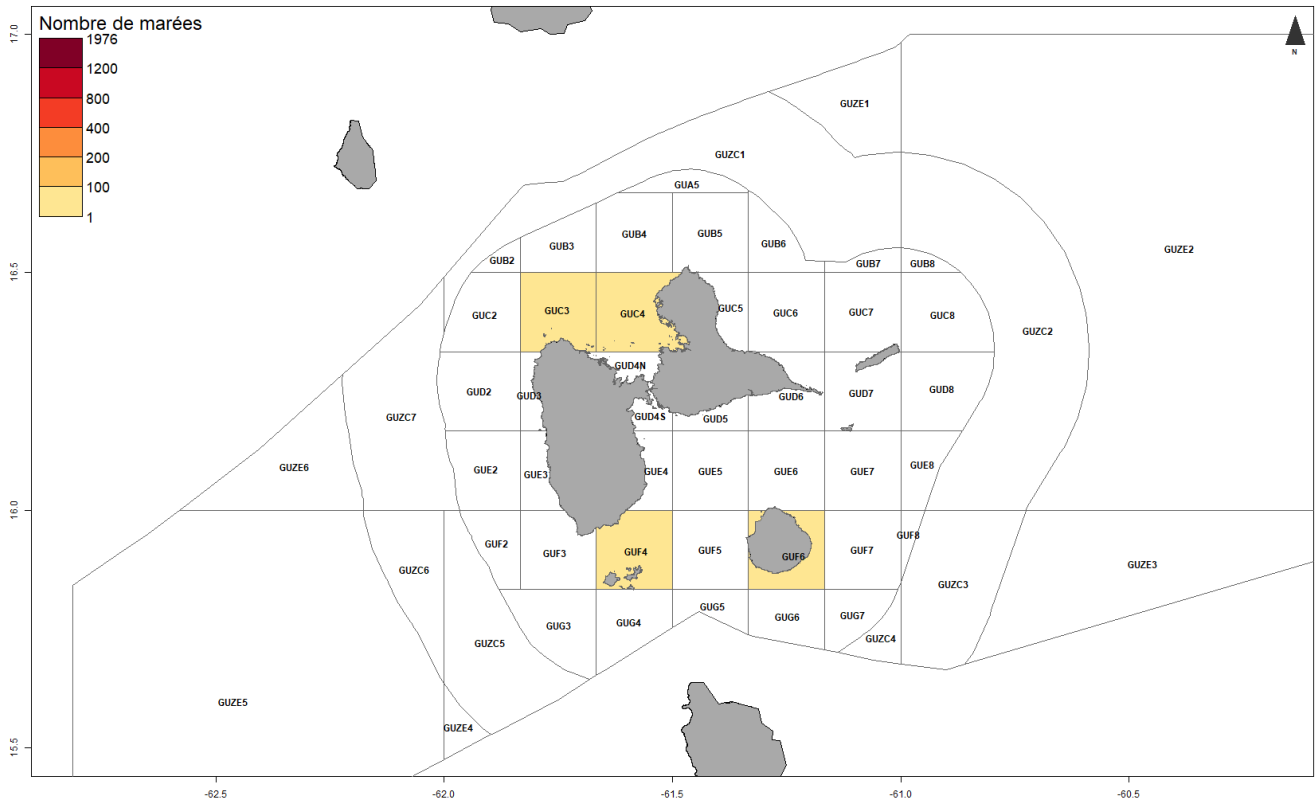 Nombre de marées
1976
1200
800
400
200
100
1
N
17.0
16.5
16.0
15.5
GUZE1
GUZC1
GUA5
GUB4
GUB5
GUB3
GUB6
GUB2
GUB7
GUB8
GUZE2
GUC2
GUC3
GUC4
GUC5
GUC6
GUC7
GUC8
GUZC2
GUD4N
GUD2
GUD3
GUD6
GUD7
GUD8
GUZC7
GUD4S
GUD5
GUZE6
GUE2
GUE3
GUE4
GUE5
GUE6
GUE7
GUE8
GUF2
GUF3
GUF4
GUF5
GUF6
GUF7
GUF8
GUZC6
GUZC3
GUZE3
GUG3
GUG4
GUG5
GUG6
GUG7
GUZC5
GUZC4
GUZE5
GUZE4
-62.5
-62.0
-61.5
-61.0
-60.5